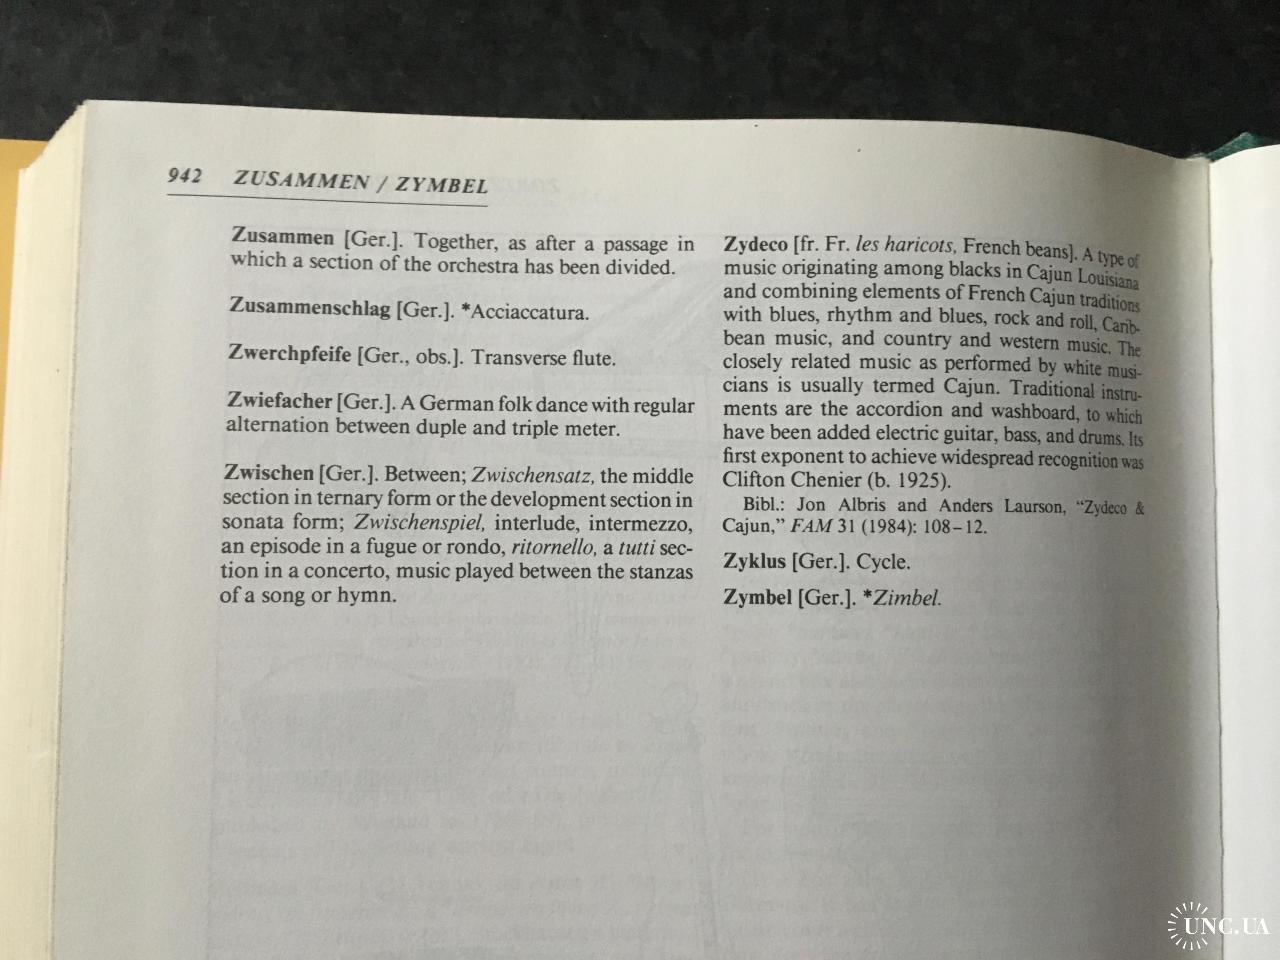 942 ZUSAMMEN / ZYMBEL
Zusammen [Ger.]. Together, as after a passage in
which a section of the orchestra has been divided.
Zusammenschlag [Ger.]. *Acciaccatura.
Zwerchpfeife [Ger., obs.]. Transverse flute.
Zwiefacher [Ger.]. A German folk dance with regular
alternation between duple and triple meter.
Zwischen [Ger.]. Between; Zwischensatz, the middle
section in ternary form or the development section in
sonata form; Zwischenspiel, interlude, intermezzo,
an episode in a fugue or rondo, ritornello, a tutti sec-
tion in a concerto, music played between the stanzas
of a song or hymn.
Zydeco [fr. Fr. les haricots, French beans]. A type of
music originating among blacks in Cajun Louisiana
and combining elements of French Cajun traditions
with blues, rhythm and blues, rock and roll, Carib-
bean music, and country and western music. The
closely related music as performed by white musi-
cians is usually termed Cajun. Traditional instru-
ments are the accordion and washboard, to which
have been added electric guitar, bass, and drums. Its
first exponent to achieve widespread recognition was
Clifton Chenier (b. 1925).
Bibl.: Jon Albris and Anders Laurson, “Zydeco &
Cajun,” FAM 31 (1984): 108–12.
Zyklus [Ger.]. Cycle.
Zymbel [Ger.]. *Zimbel.
UNC.UA